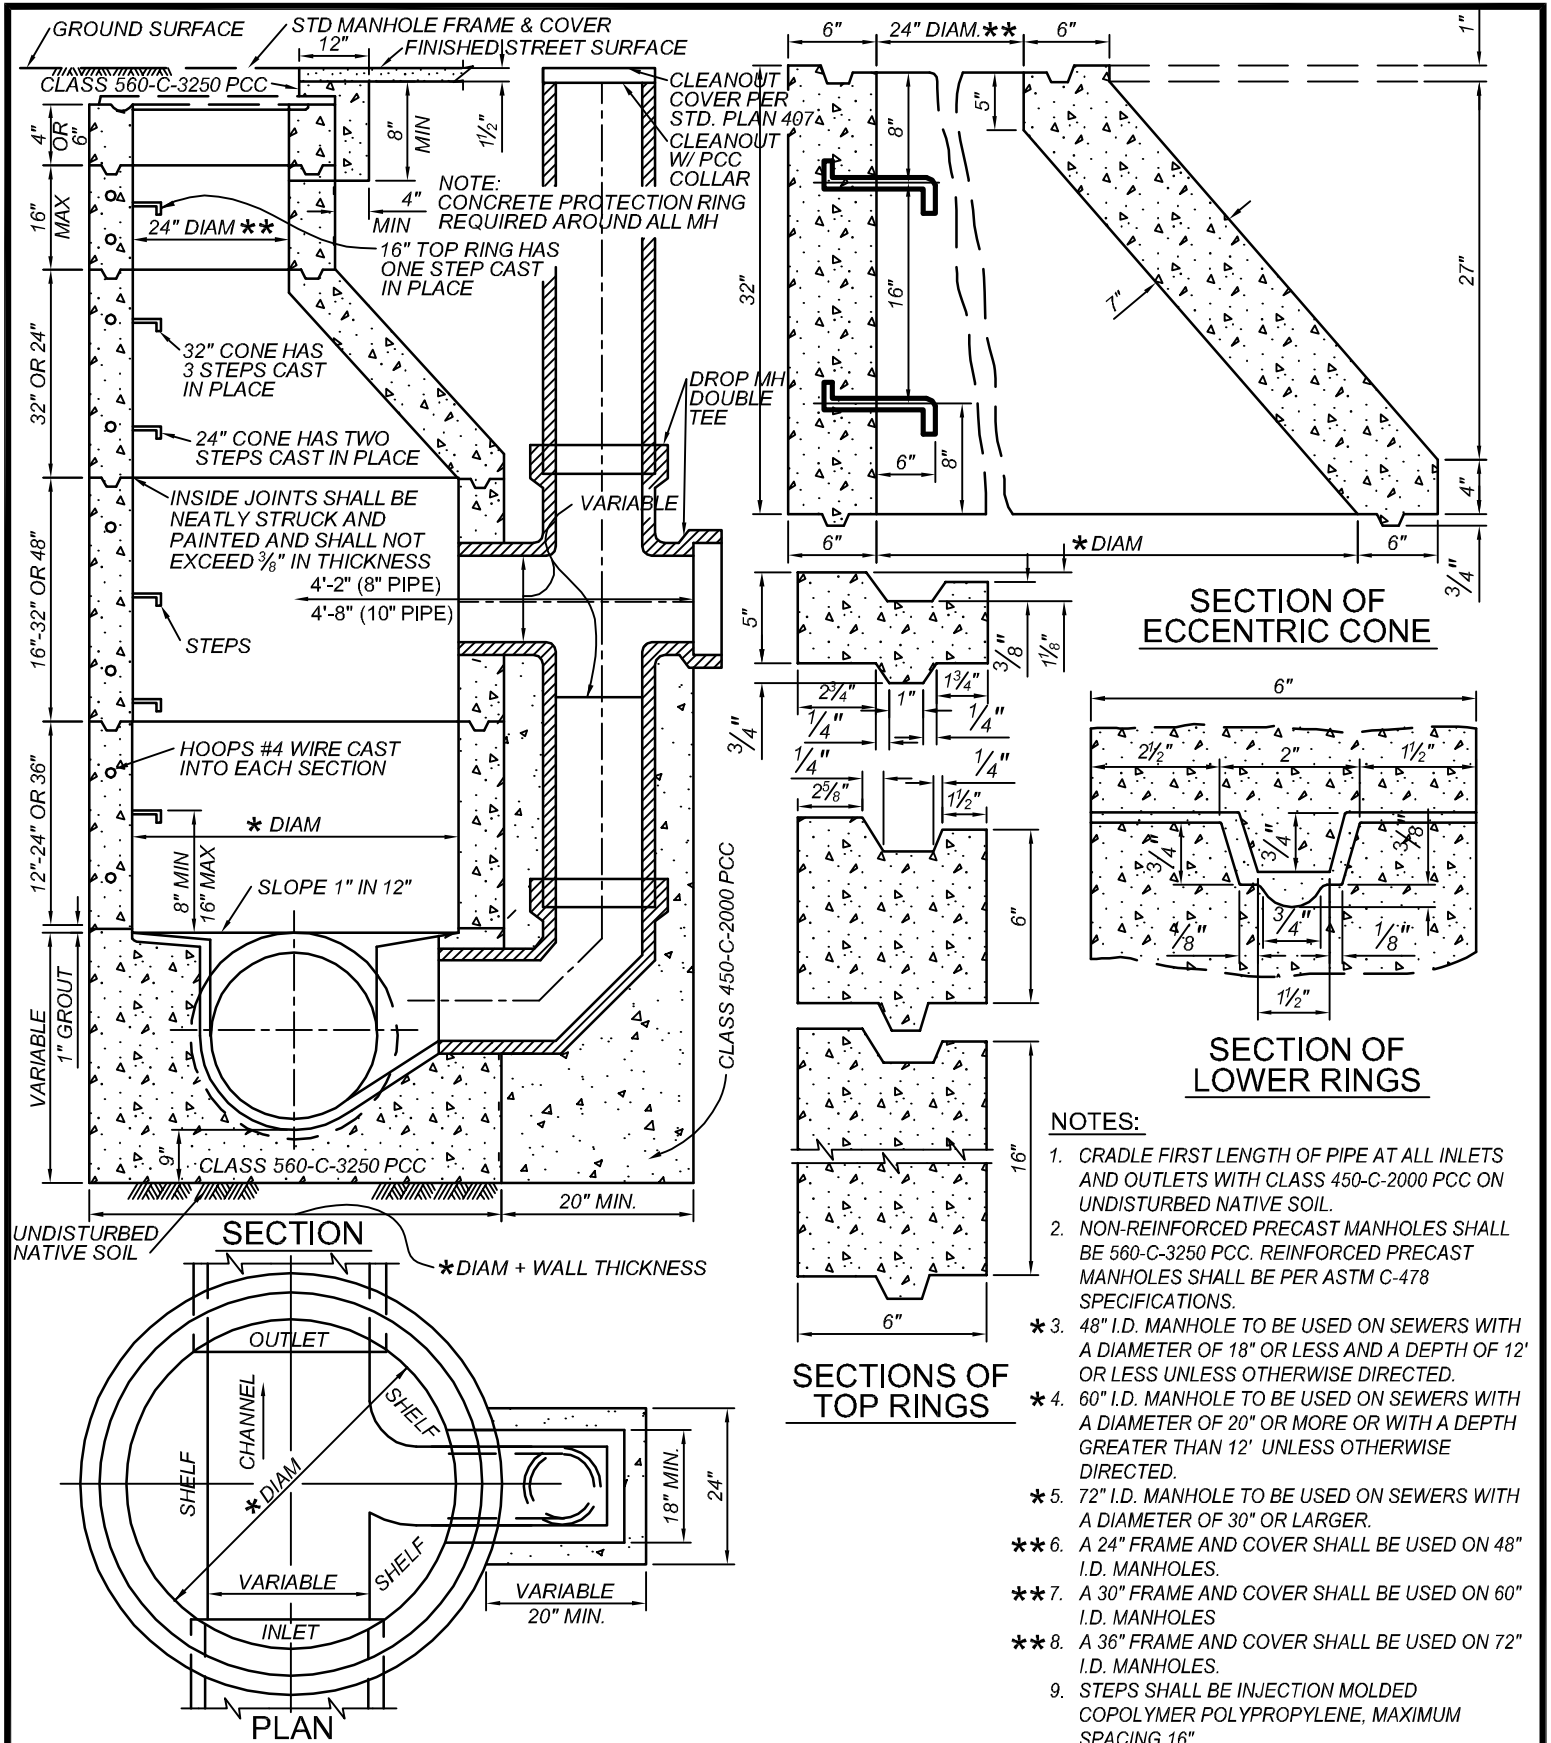 GROUND SURFACE
STD MANHOLE FRAME & COVER
12"
FINISHED STREET SURFACE
CLASS 560-C-3250 PCC
4"
OR
6"
8"
MIN
1½"
CLEANOUT
COVER PER
STD. PLAN 407
CLEANOUT
W/ PCC
COLLAR
16"
MAX
24" DIAM **
4"
MIN
NOTE:
CONCRETE PROTECTION RING
REQUIRED AROUND ALL MH
16" TOP RING HAS
ONE STEP CAST
IN PLACE
32" OR 24"
32" CONE HAS
3 STEPS CAST
IN PLACE
24" CONE HAS TWO
STEPS CAST IN PLACE
DROP MH
DOUBLE
TEE
INSIDE JOINTS SHALL BE
NEATLY STRUCK AND
PAINTED AND SHALL NOT
EXCEED ⅜" IN THICKNESS
VARIABLE
16"-32" OR 48"
4'-2" (8" PIPE)
4'-8" (10" PIPE)
STEPS
HOOPS #4 WIRE CAST
INTO EACH SECTION
12"-24" OR 36"
* DIAM
8" MIN
16" MAX
SLOPE 1" IN 12"
CLASS 450-C-2000 PCC
VARIABLE
1" GROUT
9"
CLASS 560-C-3250 PCC
20" MIN.
UNDISTURBED
NATIVE SOIL
SECTION
*DIAM + WALL THICKNESS
OUTLET
CHANNEL
SHELF
SHELF
*DIAM
SHELF
VARIABLE
INLET
18" MIN.
24"
VARIABLE
20" MIN.
PLAN
6"
24" DIAM.**
6"
1"
5"
8"
32"
16"
7"
27"
6"
8"
4"
6"
*DIAM
6"
3/4"
SECTION OF
ECCENTRIC CONE
5"
3/8"
1⅛"
2¾"
1"
1¾"
3/4"
1/4"
1/4"
1/4"
1/4"
2⅝"
1½"
6"
16"
6"
SECTIONS OF
TOP RINGS
6"
2½"
2"
1½"
3/4"
3/4"
3/8"
3/4"
1/8"
1/8"
1½"
SECTION OF
LOWER RINGS
NOTES:
1. CRADLE FIRST LENGTH OF PIPE AT ALL INLETS
AND OUTLETS WITH CLASS 450-C-2000 PCC ON
UNDISTURBED NATIVE SOIL.
2. NON-REINFORCED PRECAST MANHOLES SHALL
BE 560-C-3250 PCC. REINFORCED PRECAST
MANHOLES SHALL BE PER ASTM C-478
SPECIFICATIONS.
* 3. 48" I.D. MANHOLE TO BE USED ON SEWERS WITH
A DIAMETER OF 18" OR LESS AND A DEPTH OF 12'
OR LESS UNLESS OTHERWISE DIRECTED.
* 4. 60" I.D. MANHOLE TO BE USED ON SEWERS WITH
A DIAMETER OF 20" OR MORE OR WITH A DEPTH
GREATER THAN 12' UNLESS OTHERWISE
DIRECTED.
* 5. 72" I.D. MANHOLE TO BE USED ON SEWERS WITH
A DIAMETER OF 30" OR LARGER.
** 6. A 24" FRAME AND COVER SHALL BE USED ON 48"
I.D. MANHOLES.
** 7. A 30" FRAME AND COVER SHALL BE USED ON 60"
I.D. MANHOLES
** 8. A 36" FRAME AND COVER SHALL BE USED ON 72"
I.D. MANHOLES.
9. STEPS SHALL BE INJECTION MOLDED
COPOLYMER POLYPROPYLENE, MAXIMUM
SPACING 16"